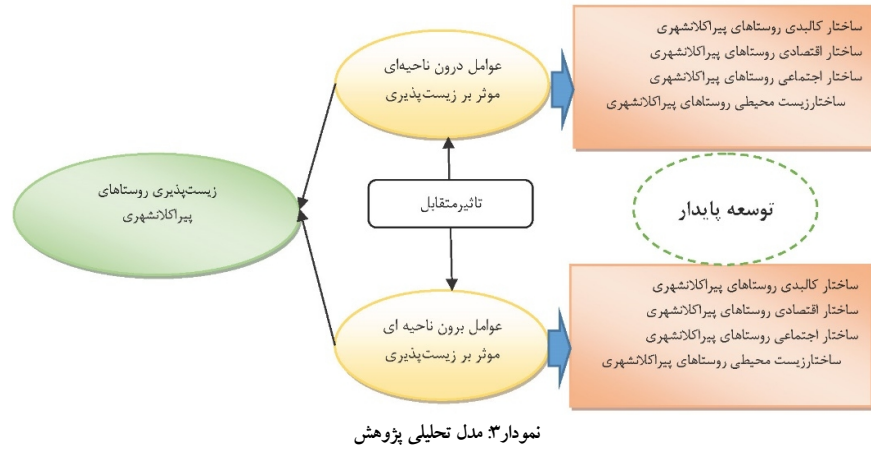 ساختار کالبدی روستاهای پیراکلانشهری
ساختار اقتصادی روستاهای پیراکلانشهری
ساختار اجتماعی روستاهای پیراکلانشهری
ساختارزیست محیطی روستاهای پیراکلانشهری
عوامل درون ناحیه‌ای
موثر بر زیست‌پذیری
توسعه پایدار
تاثیرمتقابل
زیست‌پذیری روستاهای
پیراکلانشهری
ساختار کالبدی روستاهای پیراکلانشهری
ساختار اقتصادی روستاهای پیراکلانشهری
ساختار اجتماعی روستاهای پیراکلانشهری
ساختارزیست محیطی روستاهای پیراکلانشهری
عوامل برون ناحیه ای
موثر بر زیست‌پذیری
نمودار۳: مدل تحلیلی پژوهش